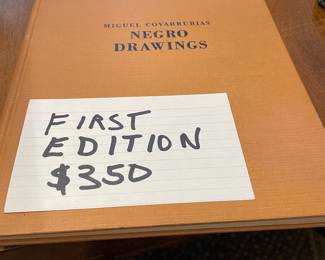 MIGUEL COVARRUBIAS
NEGRO
DRAWINGS
FIRST
EDITION
$350